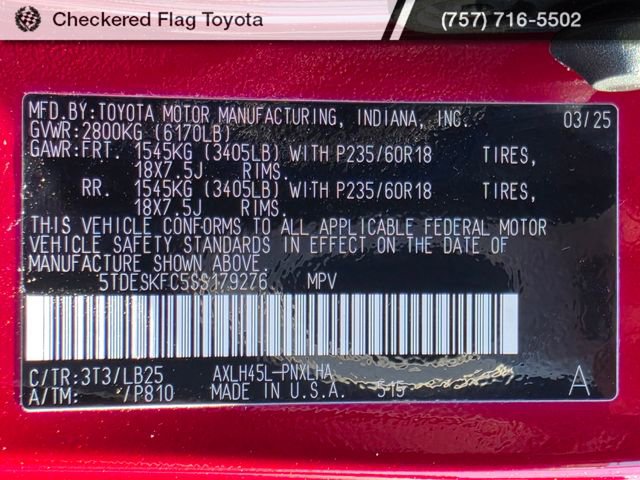 Checkered Flag Toyota (757) 716-5502
MFD.BY:TOYOTA MOTOR MANUFACTURING, INDIANA, INC. 03/25
GVWR:2800KG (6170LB)
GAWR:FRT. 1545KG (3405LB) WITH P235/60R18 TIRES,
18X7.5J RIMS.
RR. 1545KG (3405LB) WITH P235/60R18 TIRES,
18X7.5J RIMS.
THIS VEHICLE CONFORMS TO ALL APPLICABLE FEDERAL MOTOR
VEHICLE SAFETY STANDARDS IN EFFECT ON THE DATE OF
MANUFACTURE SHOWN ABOVE.
5TDESKFC5SS179276 MPV
C/TR:3T3/LB25 AXLH45L-PNXLHA
A/TM: /P810 MADE IN U.S.A. 515 A